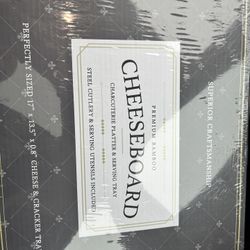 SUPERIOR CRAFTSMANSHIP
PREMIUM BAMBOO
CHEESEBOARD
CHARCUTERIE PLATTER & SERVING TRAY
STEEL CUTLERY & SERVING UTENSILS INCLUDED
PERFECTLY SIZED: 17" x 13.5" x 0.8" CHEESE & CRACKER TRA